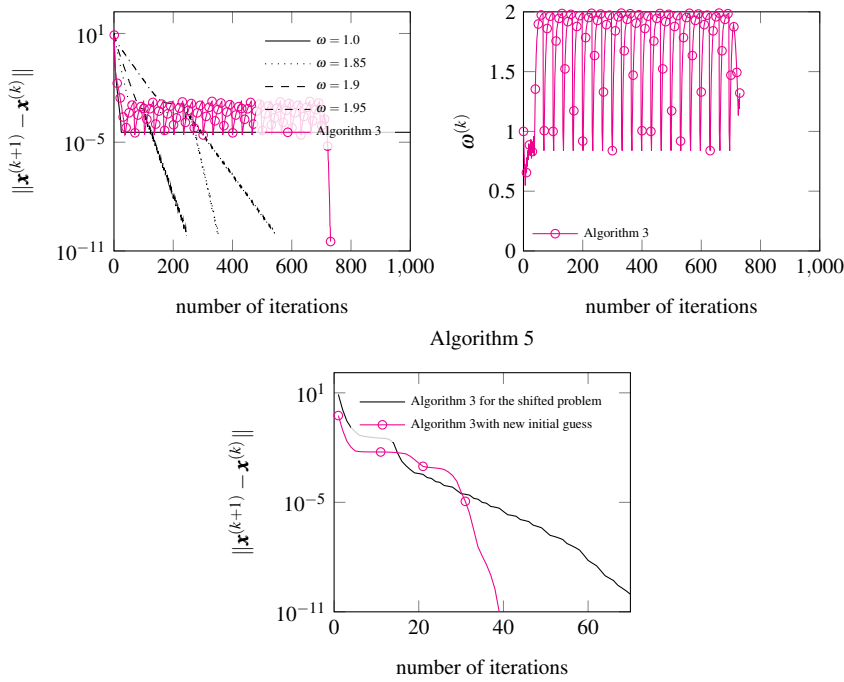 10^1
10^−5
10^−11
0
200
400
600
800
1,000
‖x^(k+1) − x^(k)‖
number of iterations
ω = 1.0
ω = 1.85
ω = 1.9
ω = 1.95
Algorithm 3
2
1.5
1
0.5
0
0
200
400
600
800
1,000
ω^(k)
number of iterations
Algorithm 3
Algorithm 5
10^1
10^−5
10^−11
0
20
40
60
‖x^(k+1) − x^(k)‖
number of iterations
Algorithm 3 for the shifted problem
Algorithm 3with new initial guess